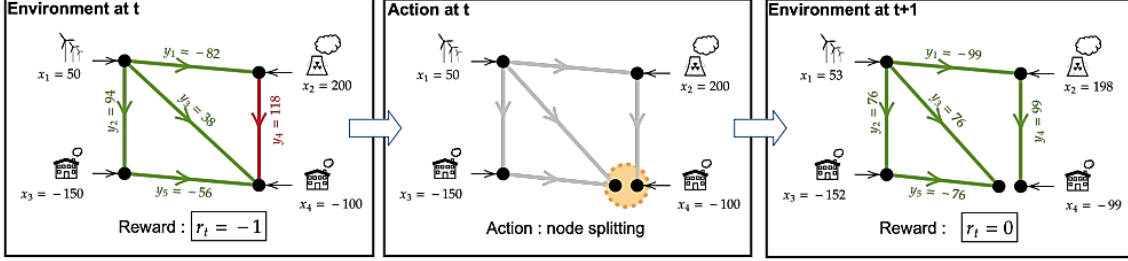 Environment at t
y₁ = −82
x₁ = 50
x₂ = 200
y₂ = 94
y₃ = 38
y₄ = 118
x₃ = −150
y₅ = −56
x₄ = −100
Reward : rₜ = −1
Action at t
x₁ = 50
x₂ = 200
x₃ = −150
x₄ = −100
Action : node splitting
Environment at t+1
y₁ = −99
x₁ = 53
x₂ = 198
y₂ = 76
y₃ = 76
y₄ = 99
x₃ = −152
y₅ = −76
x₄ = −99
Reward : rₜ = 0